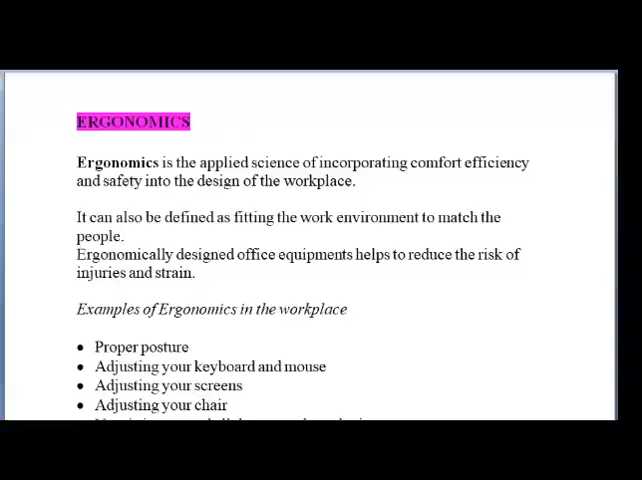 ERGONOMICS
Ergonomics is the applied science of incorporating comfort efficiency
and safety into the design of the workplace.
It can also be defined as fitting the work environment to match the
people.
Ergonomically designed office equipments helps to reduce the risk of
injuries and strain.
Examples of Ergonomics in the workplace
• Proper posture
• Adjusting your keyboard and mouse
• Adjusting your screens
• Adjusting your chair